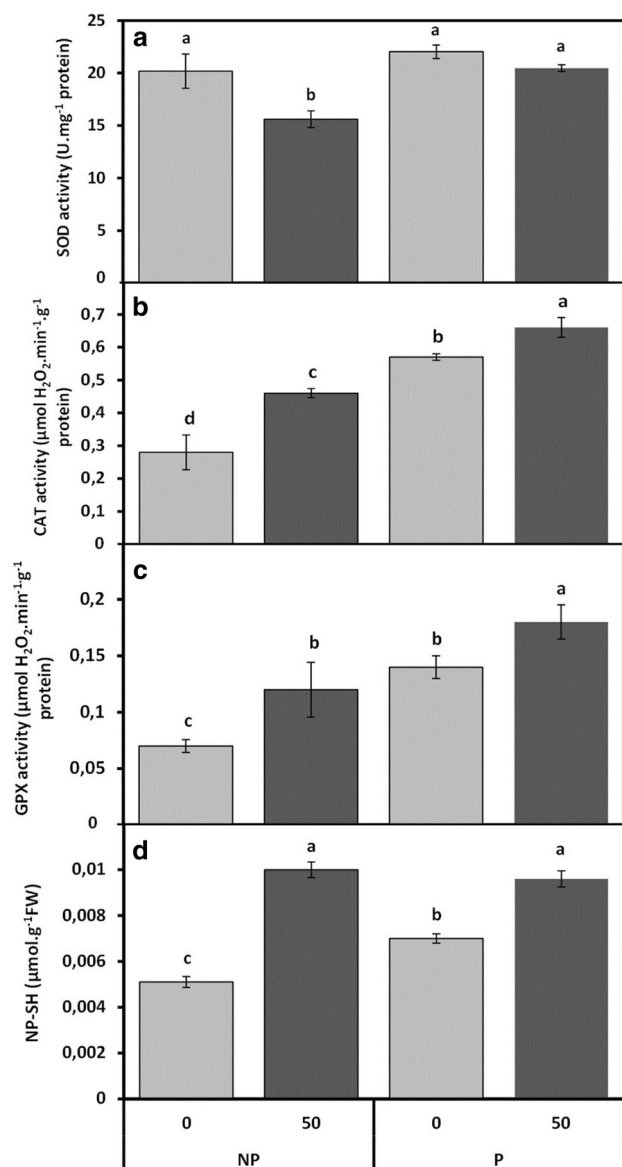 a
SOD activity (U.mg⁻¹ protein)
25
20
15
10
5
0
a
b
a
a
b
CAT activity (µmol H₂O₂.min⁻¹.g⁻¹
protein)
0,7
0,6
0,5
0,4
0,3
0,2
0,1
0
d
c
b
a
c
GPX activity (µmol H₂O₂.min⁻¹.g⁻¹
protein)
0,2
0,15
0,1
0,05
0
c
b
b
a
d
NP-SH (µmol.g⁻¹FW)
0,01
0,008
0,006
0,004
0,002
0
c
a
b
a
0 50 0 50
NP P